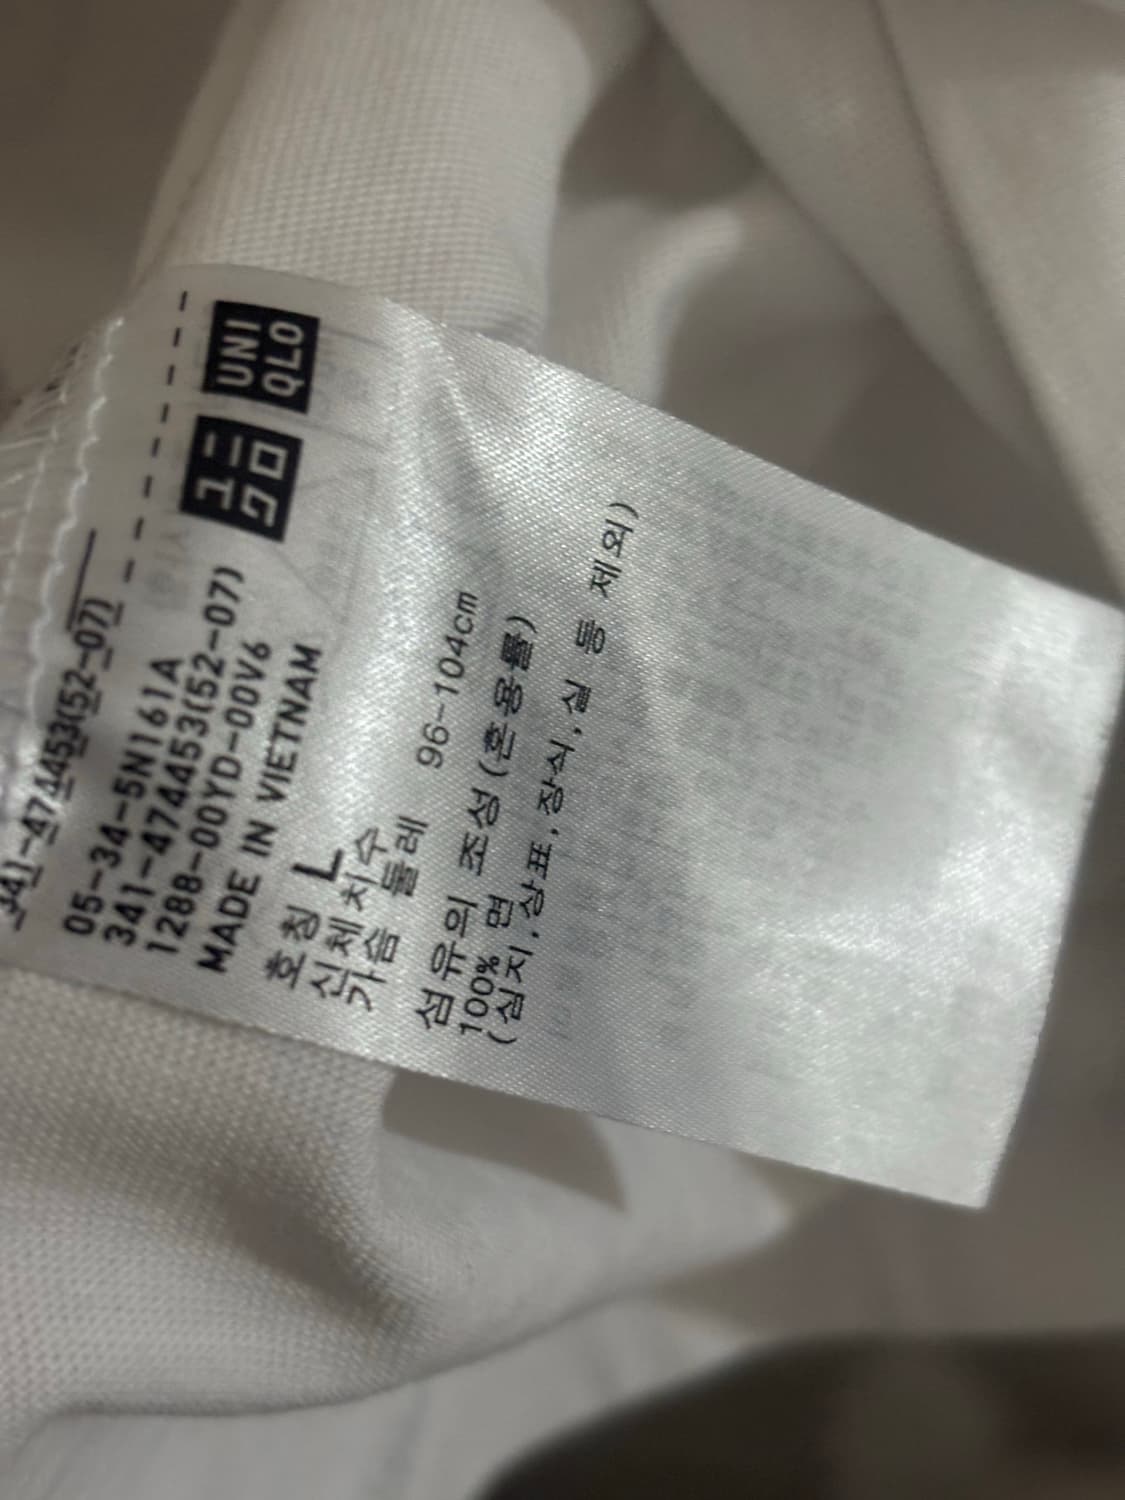 UNI
QLO
ユニ
クロ
341-474453(52-07)
05-34-5N161A
341-474453(52-07)
1288-00YD-00V6
MADE IN VIETNAM
호칭 L
신체치수
가슴 둘레 96-104cm
섬유의 조성(혼용률)
100% 면
(심지,상표,장식,실 등 제외)